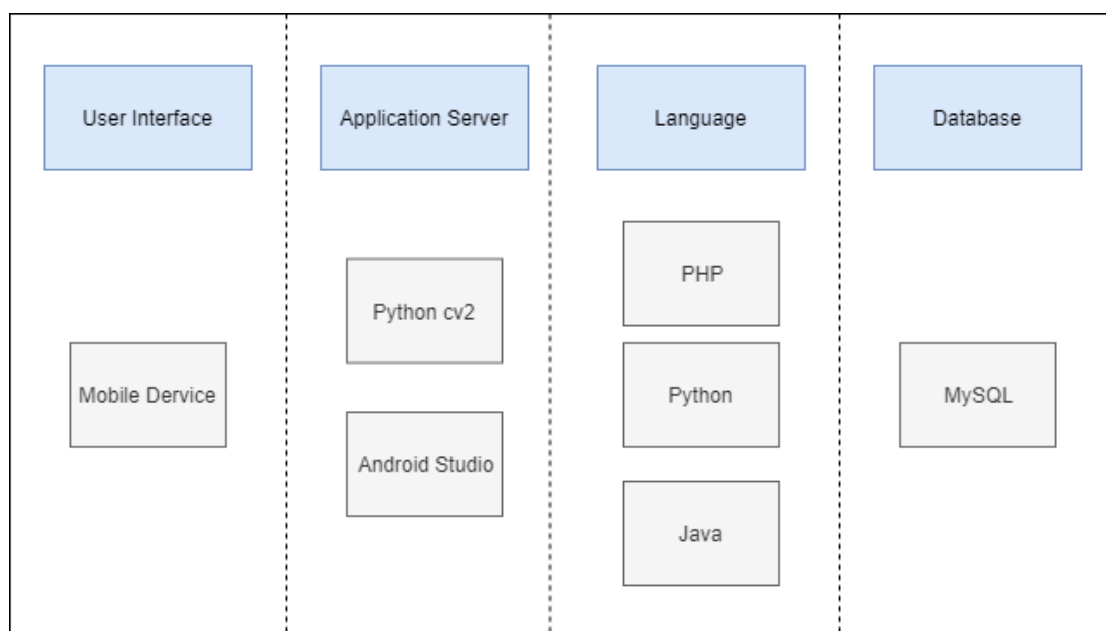 User Interface
Application Server
Language
Database
PHP
Python cv2
Mobile Dervice
Python
MySQL
Android Studio
Java